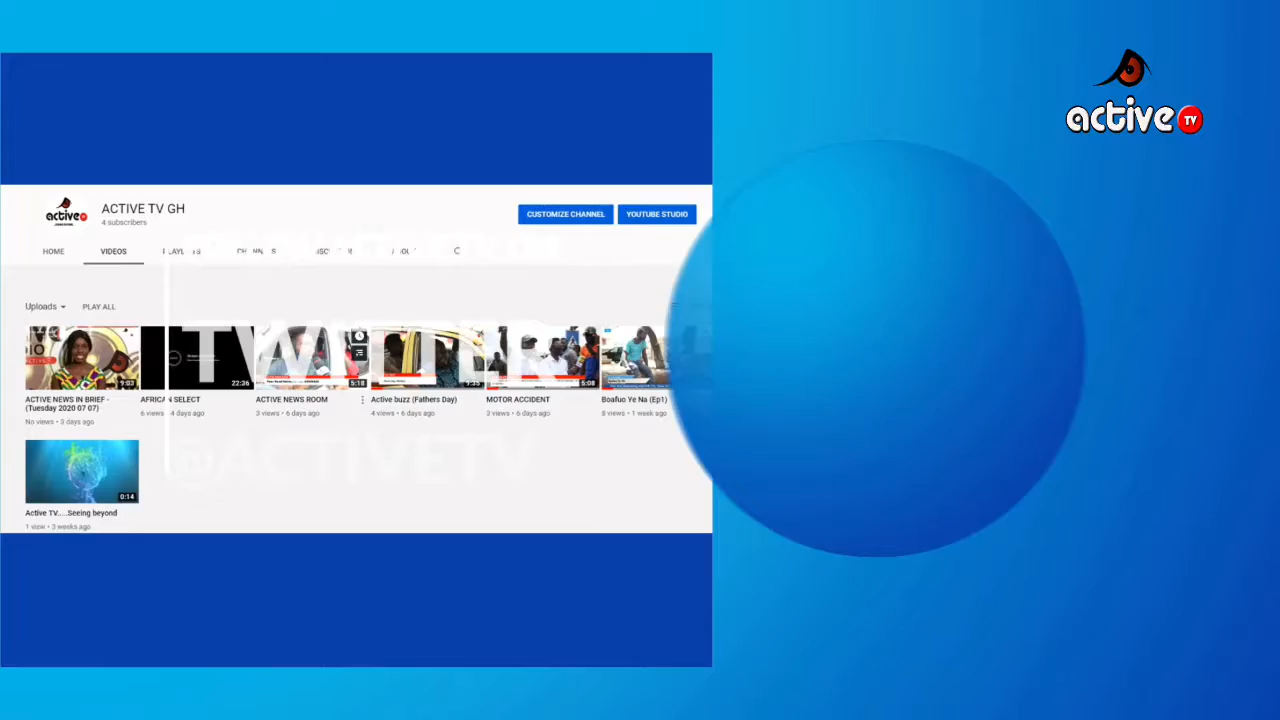 active TV
ACTIVE TV GH
4 subscribers
CUSTOMIZE CHANNEL
YOUTUBE STUDIO
HOME
VIDEOS
Uploads
PLAY ALL
TWITTER
@ACTIVETV
9:03
22:36
5:18
5:08
ACTIVE NEWS IN BRIEF -
(Tuesday 2020 07 07)
No views • 3 days ago
AFRICAN SELECT
6 views 4 days ago
ACTIVE NEWS ROOM
3 views • 6 days ago
Active buzz (Fathers Day)
4 views • 6 days ago
MOTOR ACCIDENT
3 views • 6 days ago
Boafuo Ye Na (Ep1)
8 views • 1 week ago
0:14
Active TV....Seeing beyond
1 view • 3 weeks ago